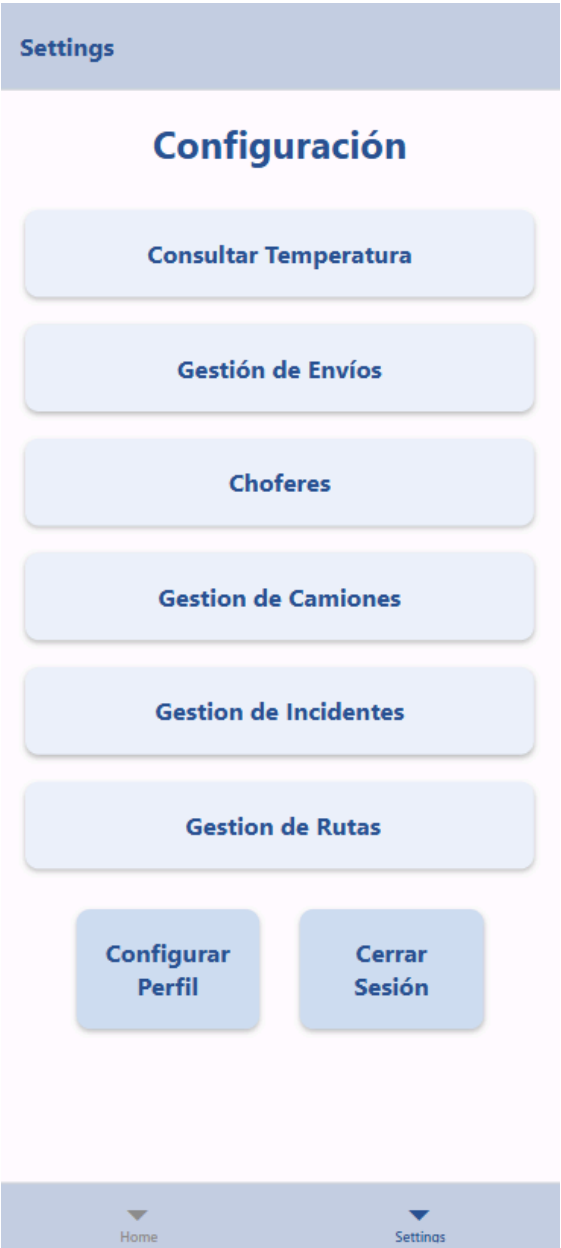 Settings
Configuración
Consultar Temperatura
Gestión de Envíos
Choferes
Gestion de Camiones
Gestion de Incidentes
Gestion de Rutas
Configurar
Perfil
Cerrar
Sesión
Home
Settings